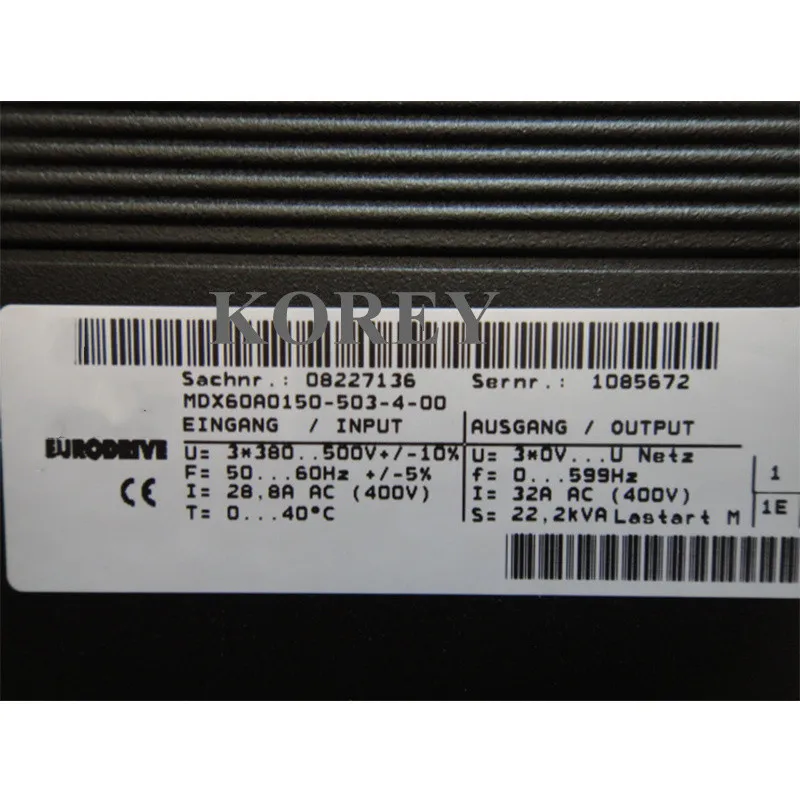 KOREY
Sachnr.: 08227136 Sernr.: 1085672
MDX60A0150-503-4-00
EINGANG / INPUT AUSGANG / OUTPUT
EURODRIVE
U= 3*380..500V+/-10% U= 3*0V...U Netz
F= 50...60Hz +/-5% f= 0...599Hz
I= 28,8A AC (400V) I= 32A AC (400V)
T= 0...40°C S= 22,2kVA Lastart M
CE
1
1E